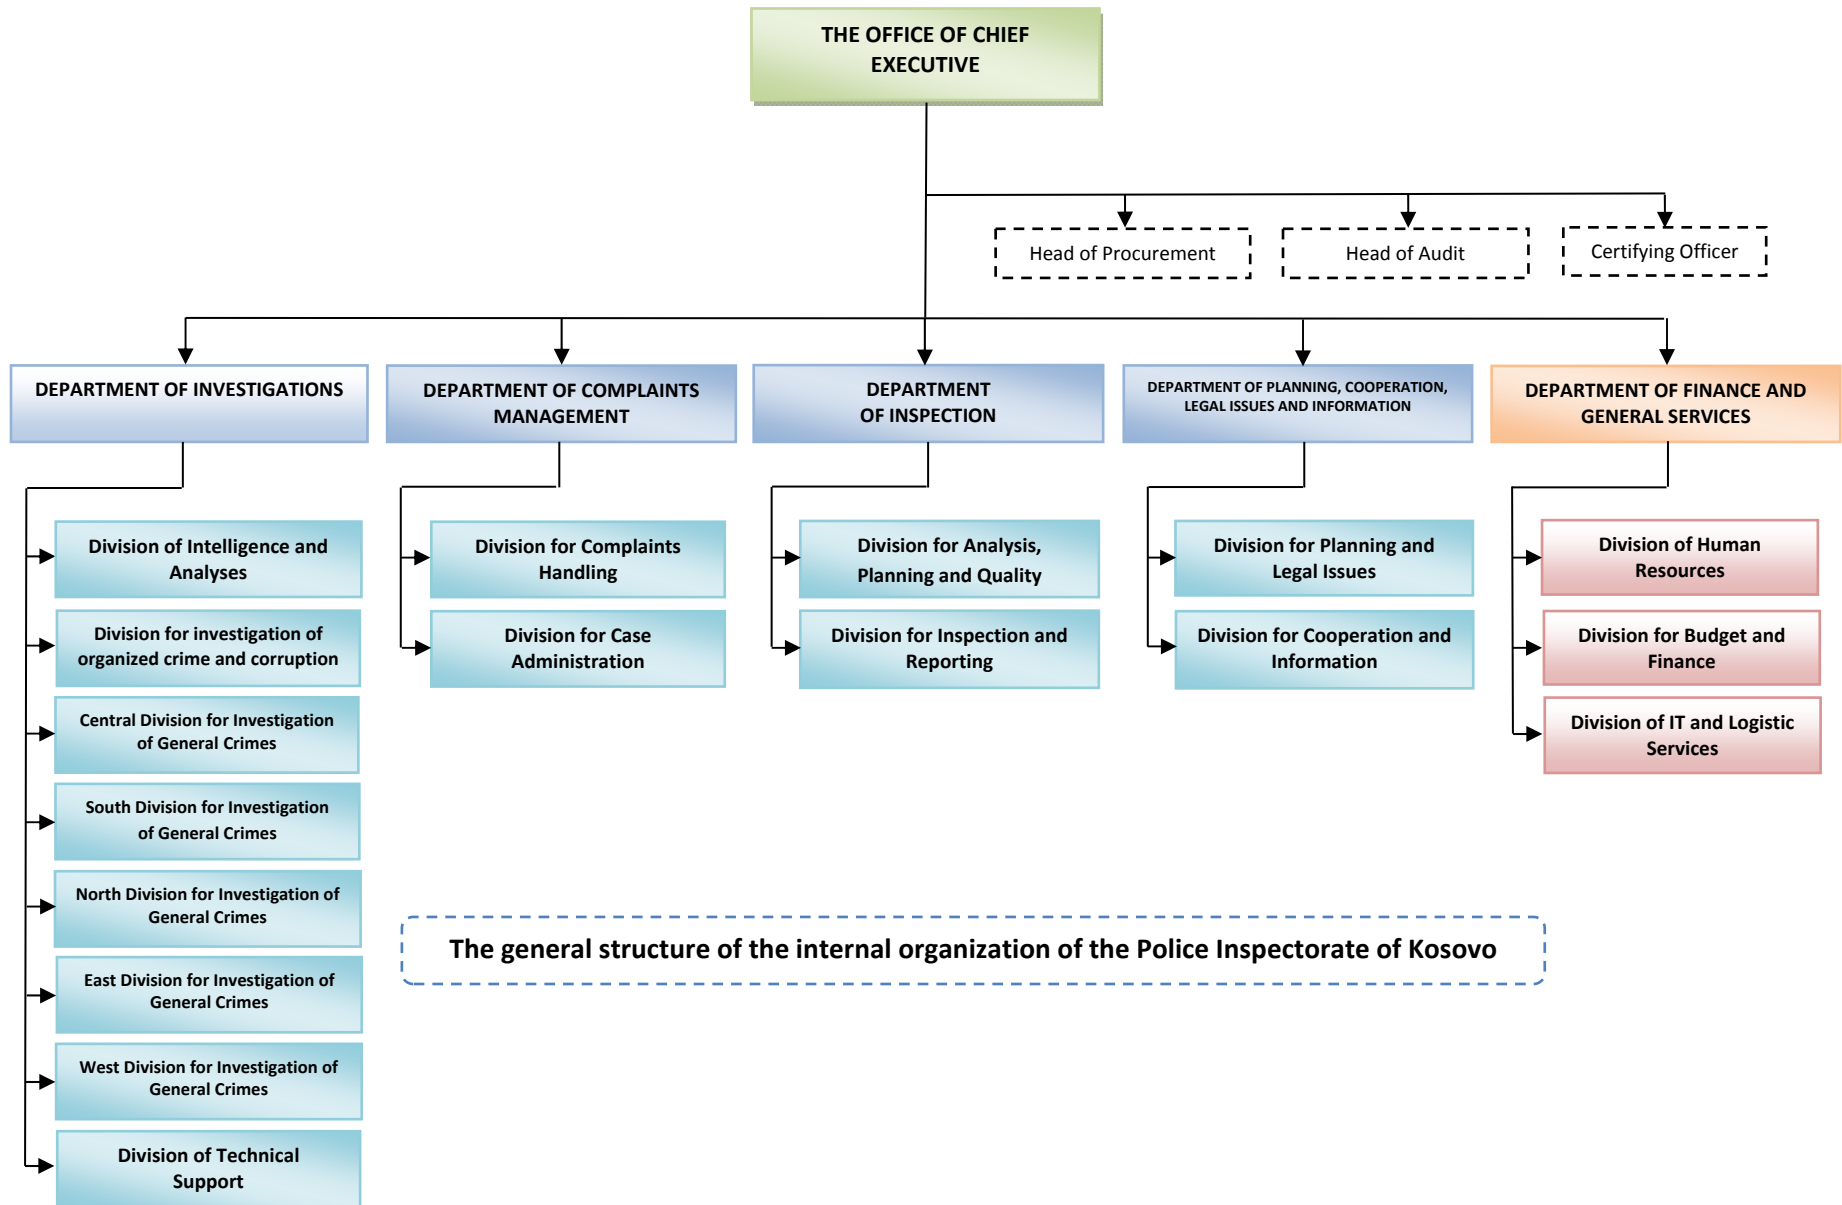 THE OFFICE OF CHIEF
EXECUTIVE
Head of Procurement
Head of Audit
Certifying Officer
DEPARTMENT OF INVESTIGATIONS
DEPARTMENT OF COMPLAINTS
MANAGEMENT
DEPARTMENT
OF INSPECTION
DEPARTMENT OF PLANNING, COOPERATION,
LEGAL ISSUES AND INFORMATION
DEPARTMENT OF FINANCE AND
GENERAL SERVICES
Division of Intelligence and
Analyses
Division for investigation of
organized crime and corruption
Central Division for Investigation
of General Crimes
South Division for Investigation
of General Crimes
North Division for Investigation of
General Crimes
East Division for Investigation of
General Crimes
West Division for Investigation of
General Crimes
Division of Technical
Support
Division for Complaints
Handling
Division for Case
Administration
Division for Analysis,
Planning and Quality
Division for Inspection and
Reporting
Division for Planning and
Legal Issues
Division for Cooperation and
Information
Division of Human
Resources
Division for Budget and
Finance
Division of IT and Logistic
Services
The general structure of the internal organization of the Police Inspectorate of Kosovo